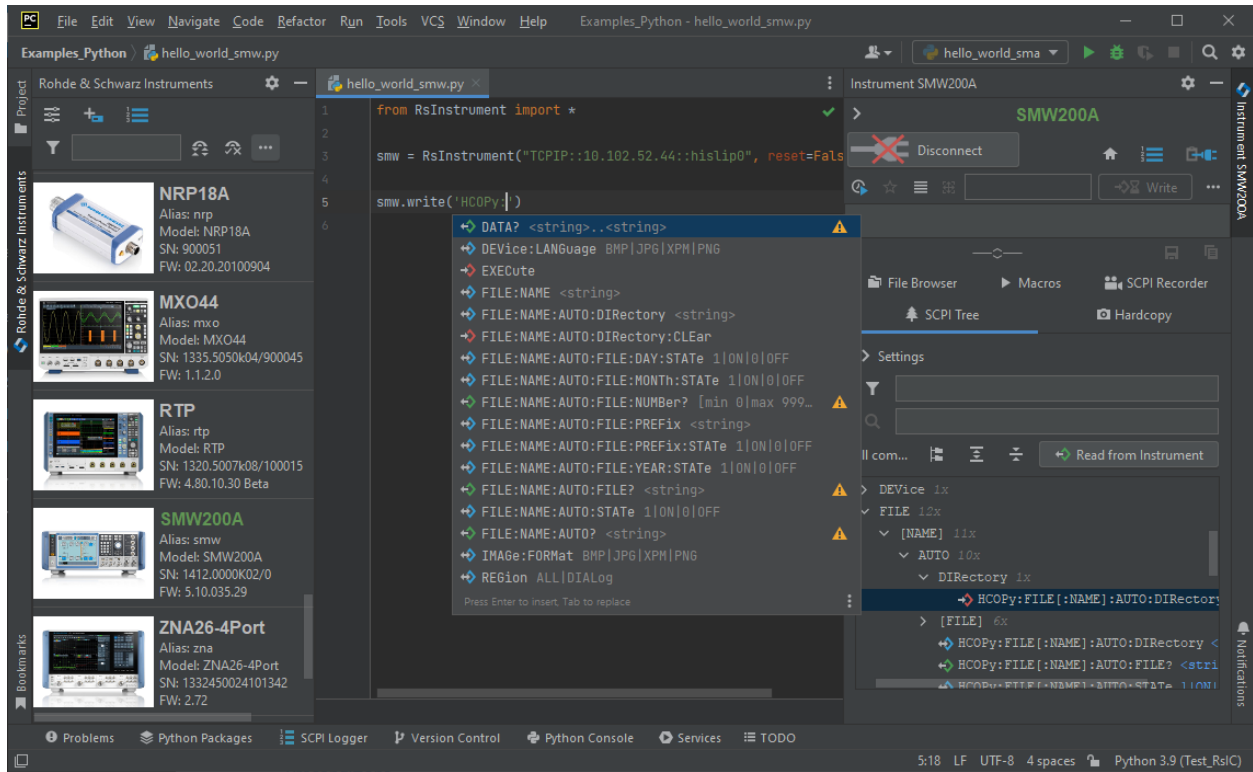 PC File Edit View Navigate Code Refactor Run Tools VCS Window Help Examples_Python - hello_world_smw.py
Examples_Python hello_world_smw.py hello_world_sma
Project
Rohde & Schwarz Instruments
Bookmarks
Rohde & Schwarz Instruments
NRP18A
Alias: nrp
Model: NRP18A
SN: 900051
FW: 02.20.20100904
MXO44
Alias: mxo
Model: MXO44
SN: 1335.5050k04/900045
FW: 1.1.2.0
RTP
Alias: rtp
Model: RTP
SN: 1320.5007k08/100015
FW: 4.80.10.30 Beta
SMW200A
Alias: smw
Model: SMW200A
SN: 1412.0000K02/0
FW: 5.10.035.29
ZNA26-4Port
Alias: zna
Model: ZNA26-4Port
SN: 1332450024101342
FW: 2.72
hello_world_smw.py
1 from RsInstrument import *
2
3 smw = RsInstrument("TCPIP::10.102.52.44::hislip0", reset=Fals
4
5 smw.write('HCOPy:')
6
DATA? <string>..<string>
DEVice:LANGuage BMP|JPG|XPM|PNG
EXECute
FILE:NAME <string>
FILE:NAME:AUTO:DIRectory <string>
FILE:NAME:AUTO:DIRectory:CLEar
FILE:NAME:AUTO:FILE:DAY:STATe 1|ON|0|OFF
FILE:NAME:AUTO:FILE:MONTh:STATe 1|ON|0|OFF
FILE:NAME:AUTO:FILE:NUMBer? [min 0|max 999…
FILE:NAME:AUTO:FILE:PREFix <string>
FILE:NAME:AUTO:FILE:PREFix:STATe 1|ON|0|OFF
FILE:NAME:AUTO:FILE:YEAR:STATe 1|ON|0|OFF
FILE:NAME:AUTO:FILE? <string>
FILE:NAME:AUTO:STATe 1|ON|0|OFF
FILE:NAME:AUTO? <string>
IMAGe:FORMat BMP|JPG|XPM|PNG
REGion ALL|DIALog
Press Enter to insert, Tab to replace
Instrument SMW200A
SMW200A
Disconnect
Write
File Browser Macros SCPI Recorder
SCPI Tree Hardcopy
Settings
ll com... Read from Instrument
DEVice 1x
FILE 12x
[NAME] 11x
AUTO 10x
DIRectory 1x
HCOPy:FILE[:NAME]:AUTO:DIRectory
[FILE] 6x
HCOPy:FILE[:NAME]:AUTO:DIRectory <
HCOPy:FILE[:NAME]:AUTO:FILE? <stri
HCOPy:FILE[:NAME]:AUTO:STATe 1|ON|
Instrument SMW200A
Notifications
Problems Python Packages SCPI Logger Version Control Python Console Services TODO
5:18 LF UTF-8 4 spaces Python 3.9 (Test_RsIC)